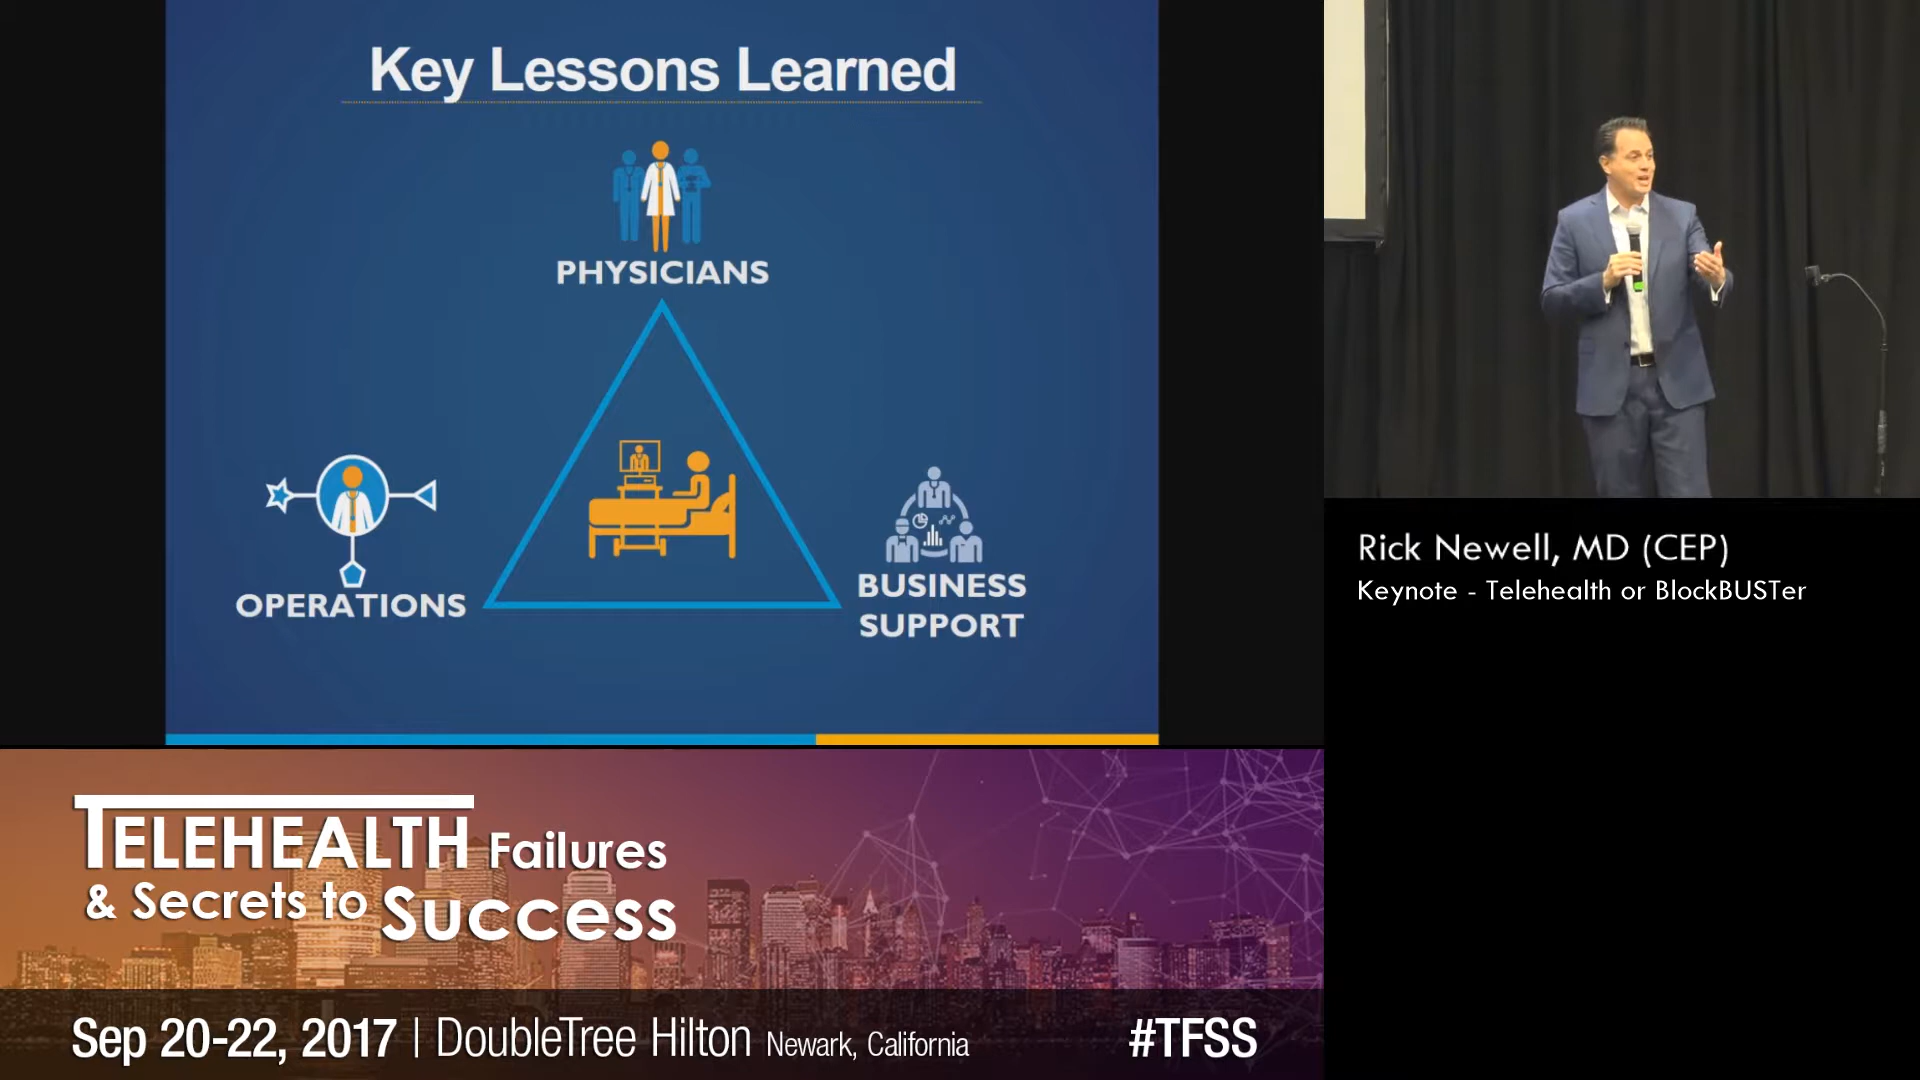 Key Lessons Learned
PHYSICIANS
OPERATIONS
BUSINESS
SUPPORT
Rick Newell, MD (CEP)
Keynote - Telehealth or BlockBUSTer
TELEHEALTH Failures
& Secrets to Success
Sep 20-22, 2017 | DoubleTree Hilton Newark, California
#TFSS